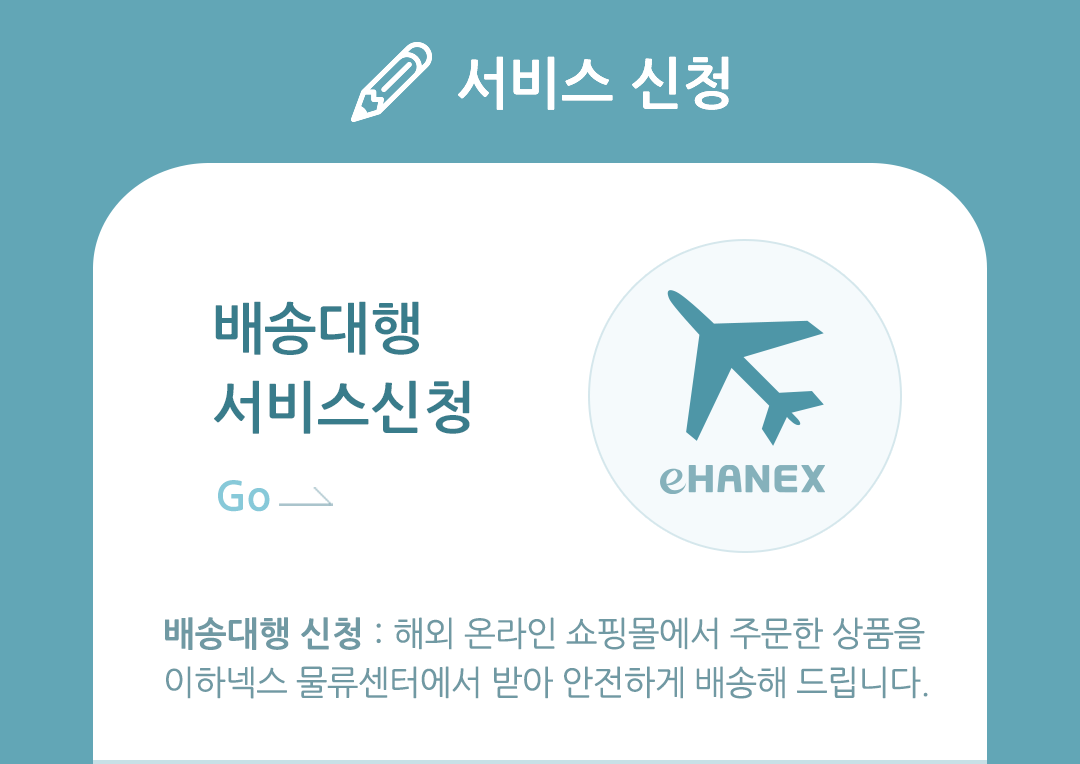 서비스 신청
배송대행
서비스신청
Go
eHANEX
배송대행 신청 : 해외 온라인 쇼핑몰에서 주문한 상품을
이하넥스 물류센터에서 받아 안전하게 배송해 드립니다.